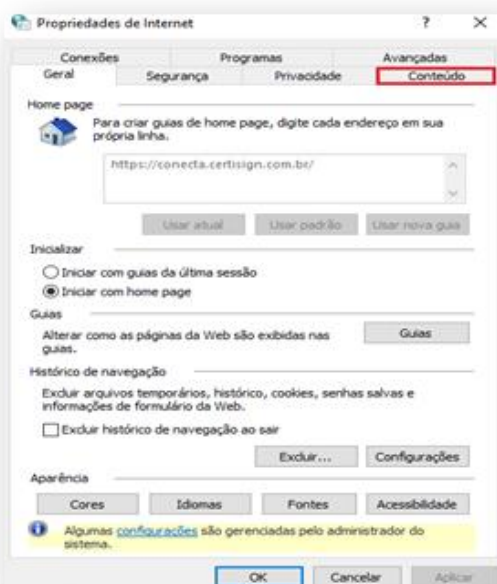 Propriedades de Internet
Conexões Programas Avançadas
Geral Segurança Privacidade Conteúdo
Home page
Para criar guias de home page, digite cada endereço em sua
própria linha.
https://conecta.certisign.com.br/
Usar atual Usar padrão Usar nova guia
Inicializar
Iniciar com guias da última sessão
Iniciar com home page
Guias
Alterar como as páginas da Web são exibidas nas
guias.
Guias
Histórico de navegação
Excluir arquivos temporários, histórico, cookies, senhas salvas e
informações de formulário da Web.
Excluir histórico de navegação ao sair
Excluir... Configurações
Aparência
Cores Idiomas Fontes Acessibilidade
Algumas configurações são gerenciadas pelo administrador do
sistema.
OK Cancelar Aplicar